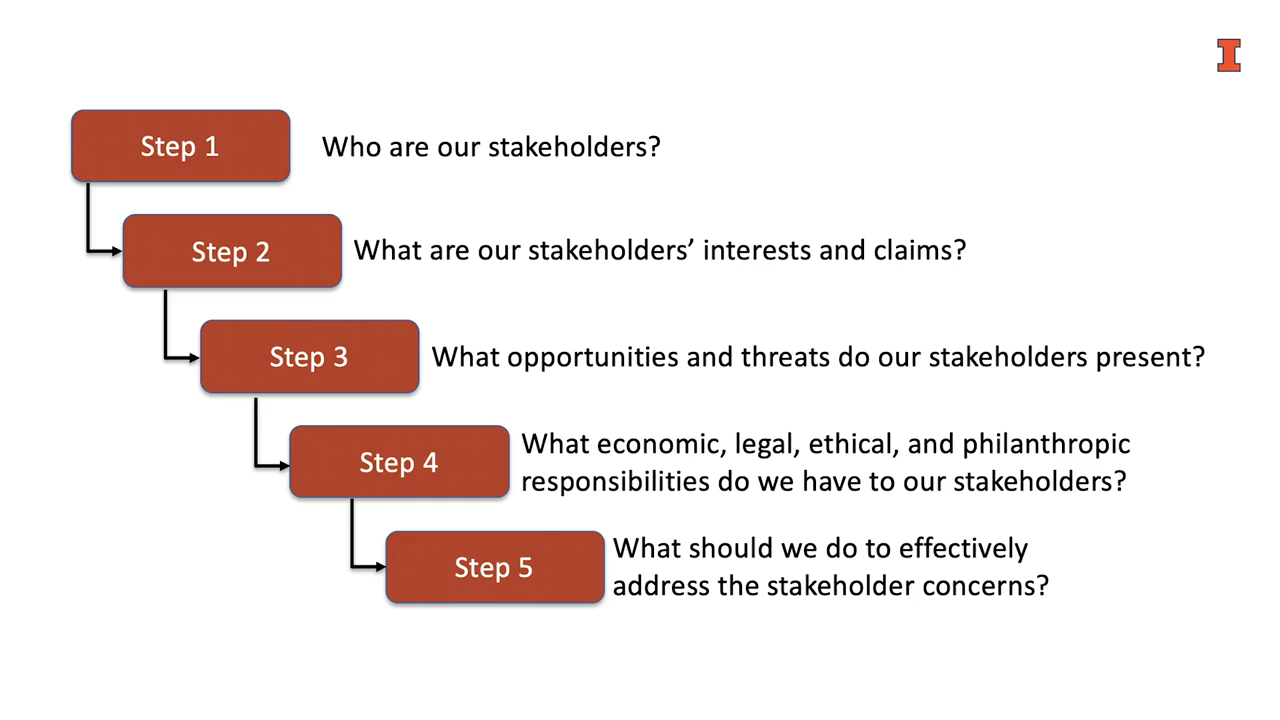 I
Step 1
Who are our stakeholders?
Step 2
What are our stakeholders’ interests and claims?
Step 3
What opportunities and threats do our stakeholders present?
Step 4
What economic, legal, ethical, and philanthropic
responsibilities do we have to our stakeholders?
Step 5
What should we do to effectively
address the stakeholder concerns?